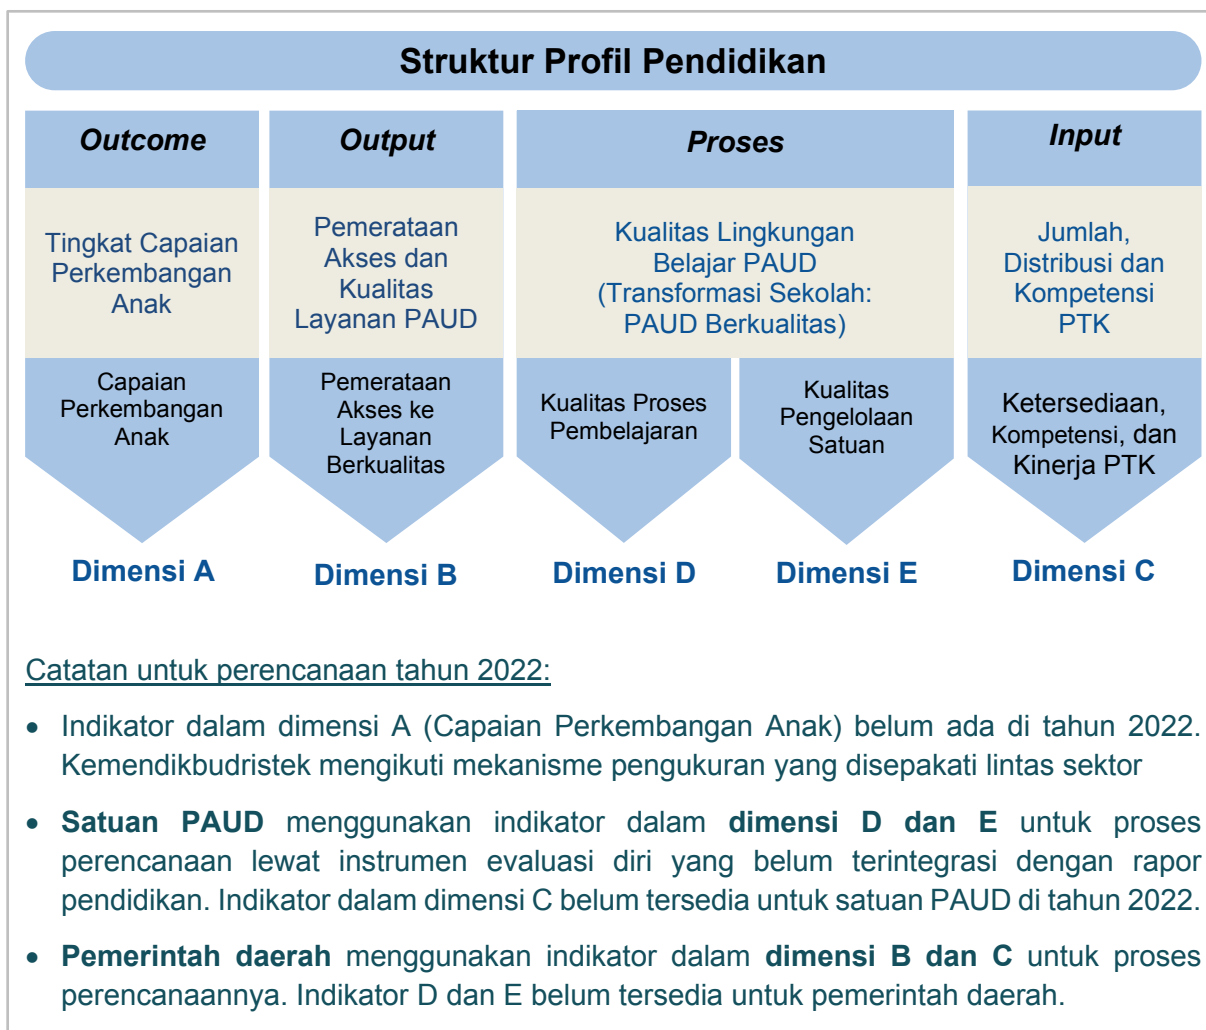 Struktur Profil Pendidikan
Outcome
Output
Proses
Input
Tingkat Capaian
Perkembangan
Anak
Pemerataan
Akses dan
Kualitas
Layanan PAUD
Kualitas Lingkungan
Belajar PAUD
(Transformasi Sekolah:
PAUD Berkualitas)
Jumlah,
Distribusi dan
Kompetensi
PTK
Capaian
Perkembangan
Anak
Pemerataan
Akses ke
Layanan
Berkualitas
Kualitas Proses
Pembelajaran
Kualitas
Pengelolaan
Satuan
Ketersediaan,
Kompetensi, dan
Kinerja PTK
Dimensi A
Dimensi B
Dimensi D
Dimensi E
Dimensi C
Catatan untuk perencanaan tahun 2022:
• Indikator dalam dimensi A (Capaian Perkembangan Anak) belum ada di tahun 2022.
Kemendikbudristek mengikuti mekanisme pengukuran yang disepakati lintas sektor
• Satuan PAUD menggunakan indikator dalam dimensi D dan E untuk proses
perencanaan lewat instrumen evaluasi diri yang belum terintegrasi dengan rapor
pendidikan. Indikator dalam dimensi C belum tersedia untuk satuan PAUD di tahun 2022.
• Pemerintah daerah menggunakan indikator dalam dimensi B dan C untuk proses
perencanaannya. Indikator D dan E belum tersedia untuk pemerintah daerah.